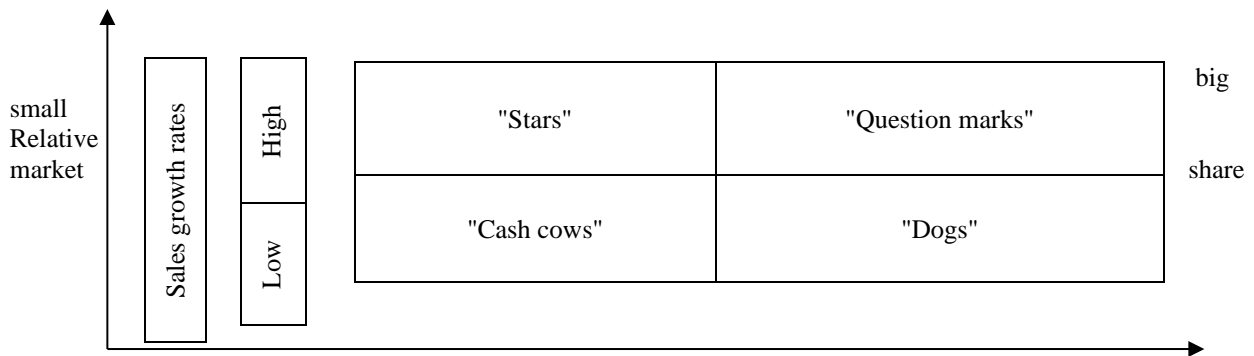 big
small
Relative
market
Sales growth rates
High
"Stars"
"Question marks"
share
Low
"Cash cows"
"Dogs"